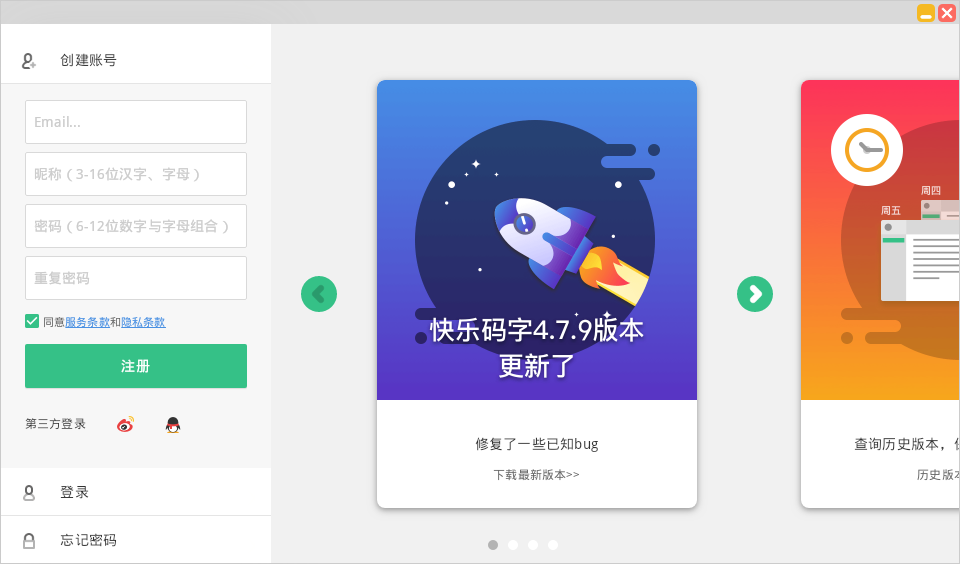 创建账号
Email...
昵称（3-16位汉字、字母）
密码（6-12位数字与字母组合）
重复密码
同意服务条款和隐私条款
注册
第三方登录
登录
忘记密码
快乐码字4.7.9版本
更新了
修复了一些已知bug
下载最新版本>>
周四
周五
查询历史版本，
历史版本